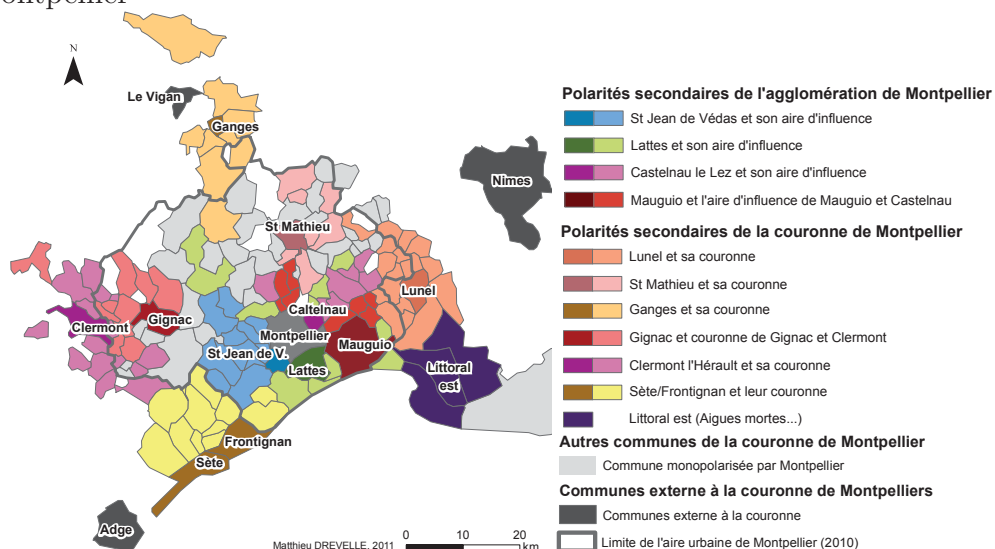 ontpellier
N
Le Vigan
Ganges
Nîmes
St Mathieu
Lunel
Clermont
Gignac
Caltelnau
Montpellier
Mauguio
St Jean de V.
Lattes
Littoral
est
Frontignan
Sète
Adge
Matthieu DREVELLE, 2011
0 10 20
km
Polarités secondaires de l'agglomération de Montpellier
St Jean de Védas et son aire d'influence
Lattes et son aire d'influence
Castelnau le Lez et son aire d'influence
Mauguio et l'aire d'influence de Mauguio et Castelnau
Polarités secondaires de la couronne de Montpellier
Lunel et sa couronne
St Mathieu et sa couronne
Ganges et sa couronne
Gignac et couronne de Gignac et Clermont
Clermont l'Hérault et sa couronne
Sète/Frontignan et leur couronne
Littoral est (Aigues mortes...)
Autres communes de la couronne de Montpellier
Commune monopolarisée par Montpellier
Communes externe à la couronne de Montpelliers
Communes externe à la couronne
Limite de l'aire urbaine de Montpellier (2010)